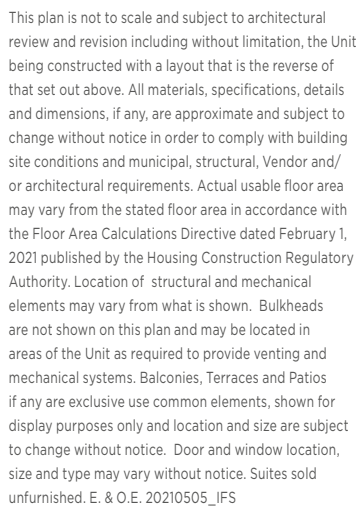 This plan is not to scale and subject to architectural
review and revision including without limitation, the Unit
being constructed with a layout that is the reverse of
that set out above. All materials, specifications, details
and dimensions, if any, are approximate and subject to
change without notice in order to comply with building
site conditions and municipal, structural, Vendor and/
or architectural requirements. Actual usable floor area
may vary from the stated floor area in accordance with
the Floor Area Calculations Directive dated February 1,
2021 published by the Housing Construction Regulatory
Authority. Location of structural and mechanical
elements may vary from what is shown. Bulkheads
are not shown on this plan and may be located in
areas of the Unit as required to provide venting and
mechanical systems. Balconies, Terraces and Patios
if any are exclusive use common elements, shown for
display purposes only and location and size are subject
to change without notice. Door and window location,
size and type may vary without notice. Suites sold
unfurnished. E. & O.E. 20210505_IFS